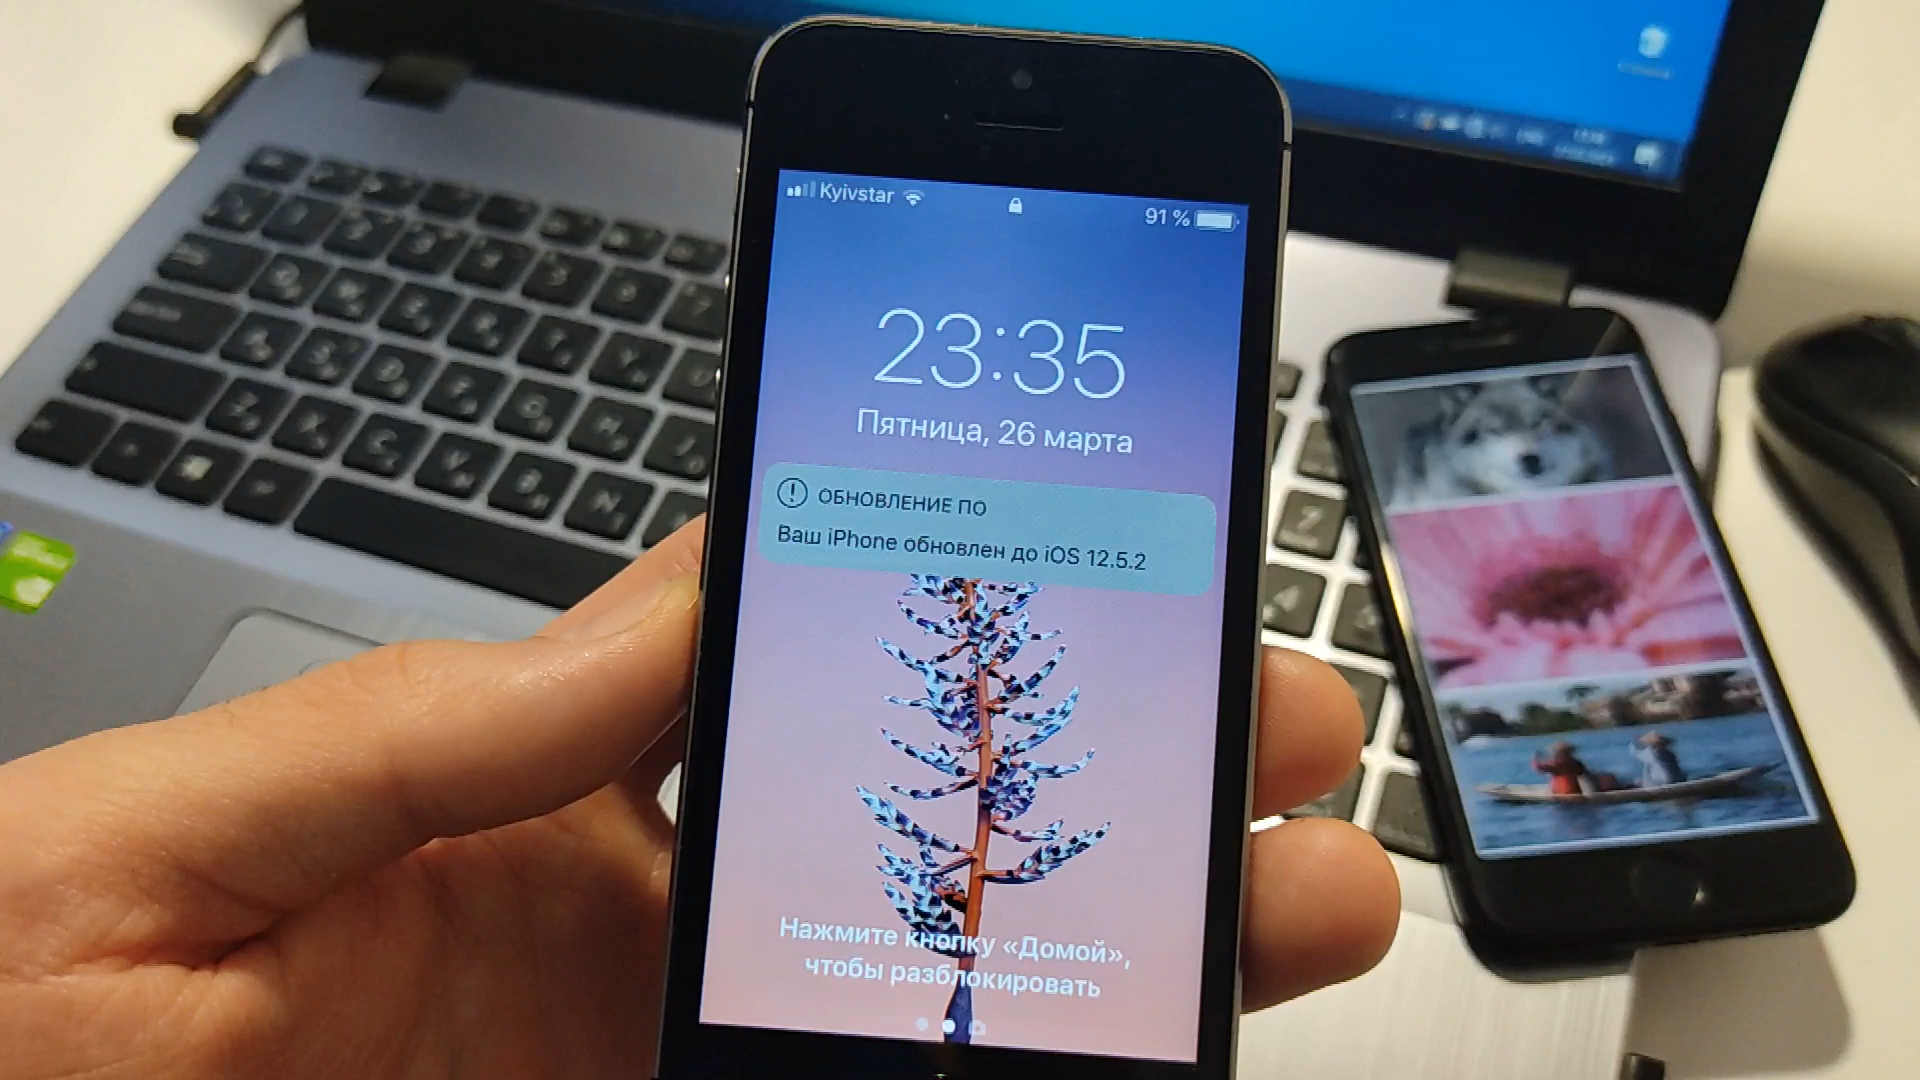 Kyivstar
91 %
23:35
Пятница, 26 марта
ОБНОВЛЕНИЕ ПО
Ваш iPhone обновлен до iOS 12.5.2
Нажмите кнопку «Домой»,
чтобы разблокировать